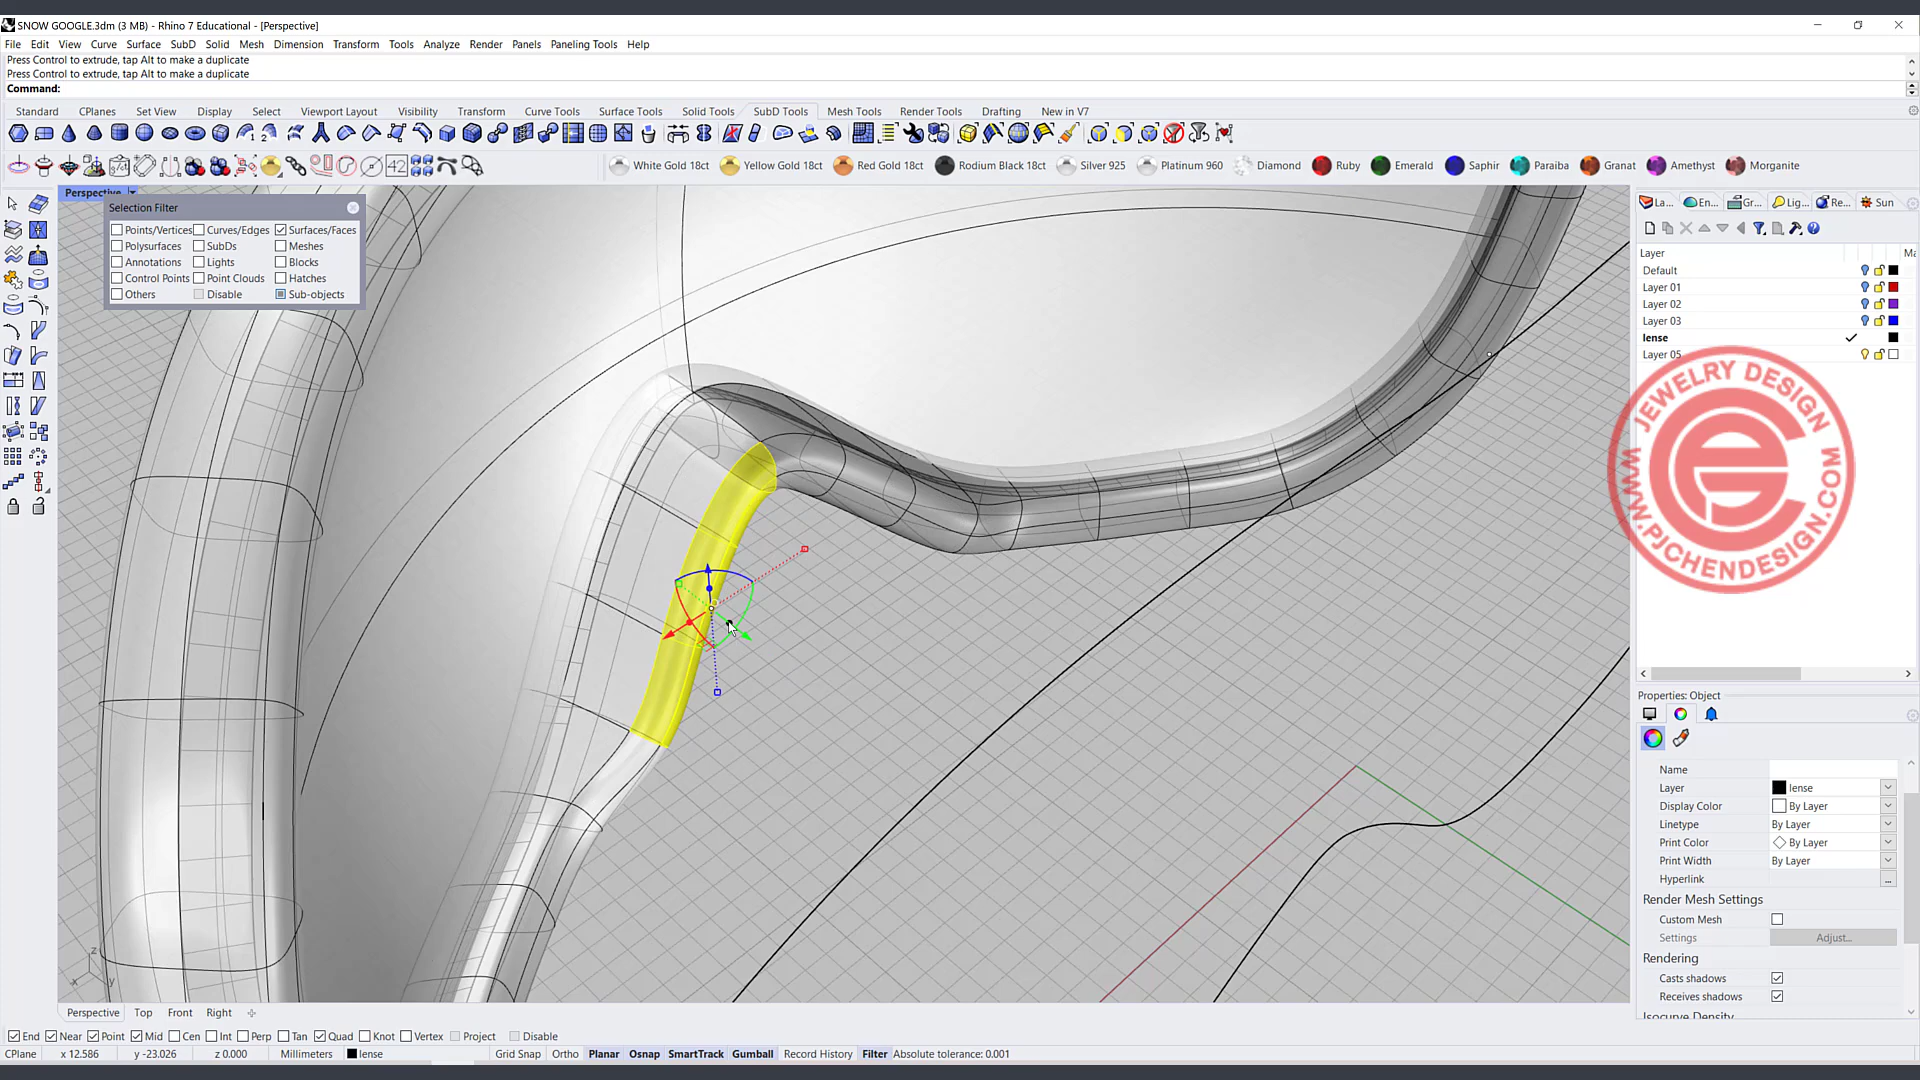 SNOW GOOGLE.3dm (3 MB) - Rhino 7 Educational - [Perspective]
File Edit View Curve Surface SubD Solid Mesh Dimension Transform Tools Analyze Render Panels Paneling Tools Help
Press Control to extrude, tap Alt to make a duplicate
Press Control to extrude, tap Alt to make a duplicate
Command:
Standard CPlanes Set View Display Select Viewport Layout Visibility Transform Curve Tools Surface Tools Solid Tools SubD Tools Mesh Tools Render Tools Drafting New in V7
42 White Gold 18ct Yellow Gold 18ct Red Gold 18ct Rodium Black 18ct Silver 925 Platinum 960 Diamond Ruby Emerald Saphir Paraiba Granat Amethyst Morganite
Perspective
Selection Filter
Points/Vertices Curves/Edges Surfaces/Faces
Polysurfaces SubDs Meshes
Annotations Lights Blocks
Control Points Point Clouds Hatches
Others Disable Sub-objects
La... En... Gr... Lig... Re... Sun
Layer Ma
Default
Layer 01
Layer 02
Layer 03
lense
Layer 05
JEWELRY DESIGN
WWW.PJCHENDESIGN.COM
Properties: Object
Name
Layer lense
Display Color By Layer
Linetype By Layer
Print Color By Layer
Print Width By Layer
Hyperlink ...
Render Mesh Settings
Custom Mesh
Settings Adjust...
Rendering
Casts shadows
Receives shadows
Isocurve Density
z
x y
Perspective Top Front Right
End Near Point Mid Cen Int Perp Tan Quad Knot Vertex Project Disable
CPlane x 12.586 y -23.026 z 0.000 Millimeters lense Grid Snap Ortho Planar Osnap SmartTrack Gumball Record History Filter Absolute tolerance: 0.001